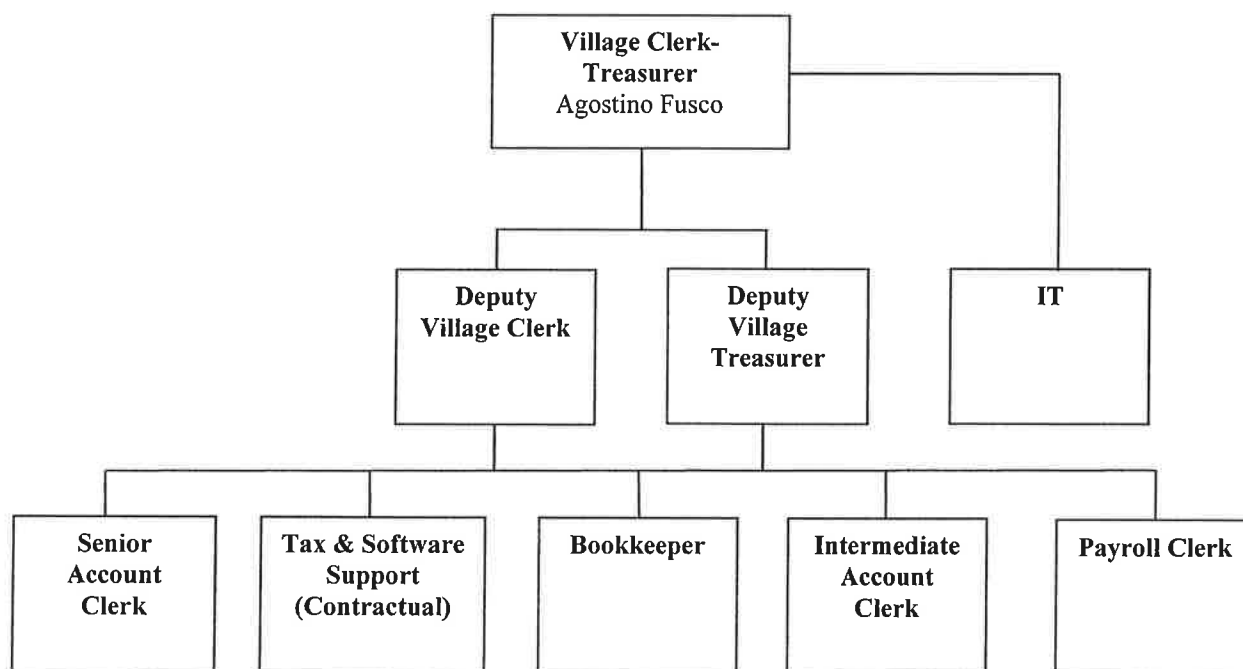 Village Clerk-
Treasurer
Agostino Fusco
Deputy
Village Clerk
Deputy
Village
Treasurer
IT
Senior
Account
Clerk
Tax & Software
Support
(Contractual)
Bookkeeper
Intermediate
Account
Clerk
Payroll Clerk